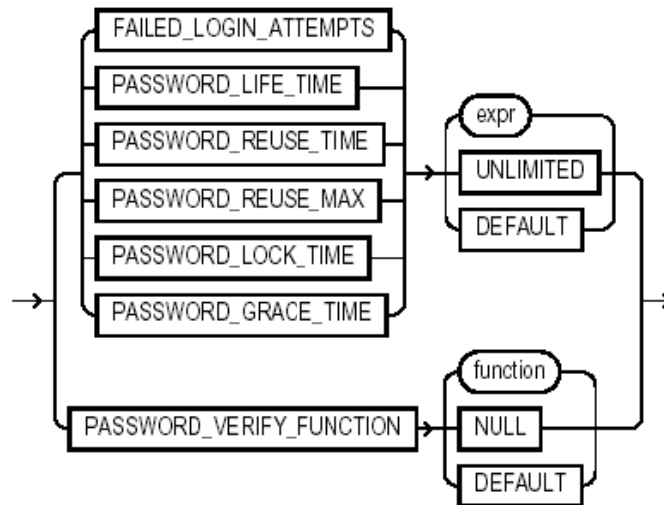 FAILED_LOGIN_ATTEMPTS
PASSWORD_LIFE_TIME
PASSWORD_REUSE_TIME
PASSWORD_REUSE_MAX
PASSWORD_LOCK_TIME
PASSWORD_GRACE_TIME
expr
UNLIMITED
DEFAULT
PASSWORD_VERIFY_FUNCTION
function
NULL
DEFAULT